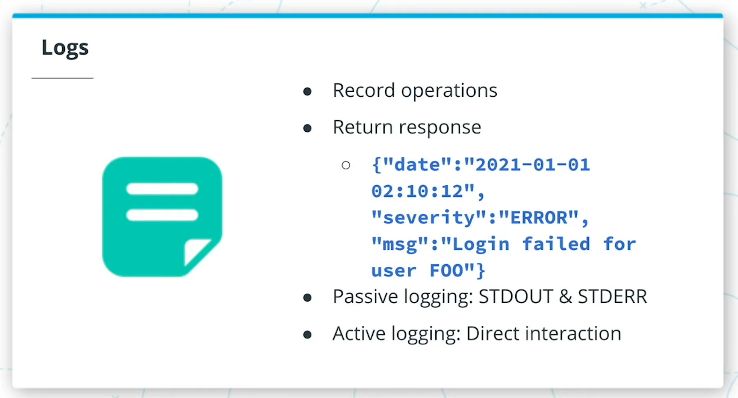 Logs
● Record operations
● Return response
○ {"date":"2021-01-01
02:10:12",
"severity":"ERROR",
"msg":"Login failed for
user FOO"}
● Passive logging: STDOUT & STDERR
● Active logging: Direct interaction